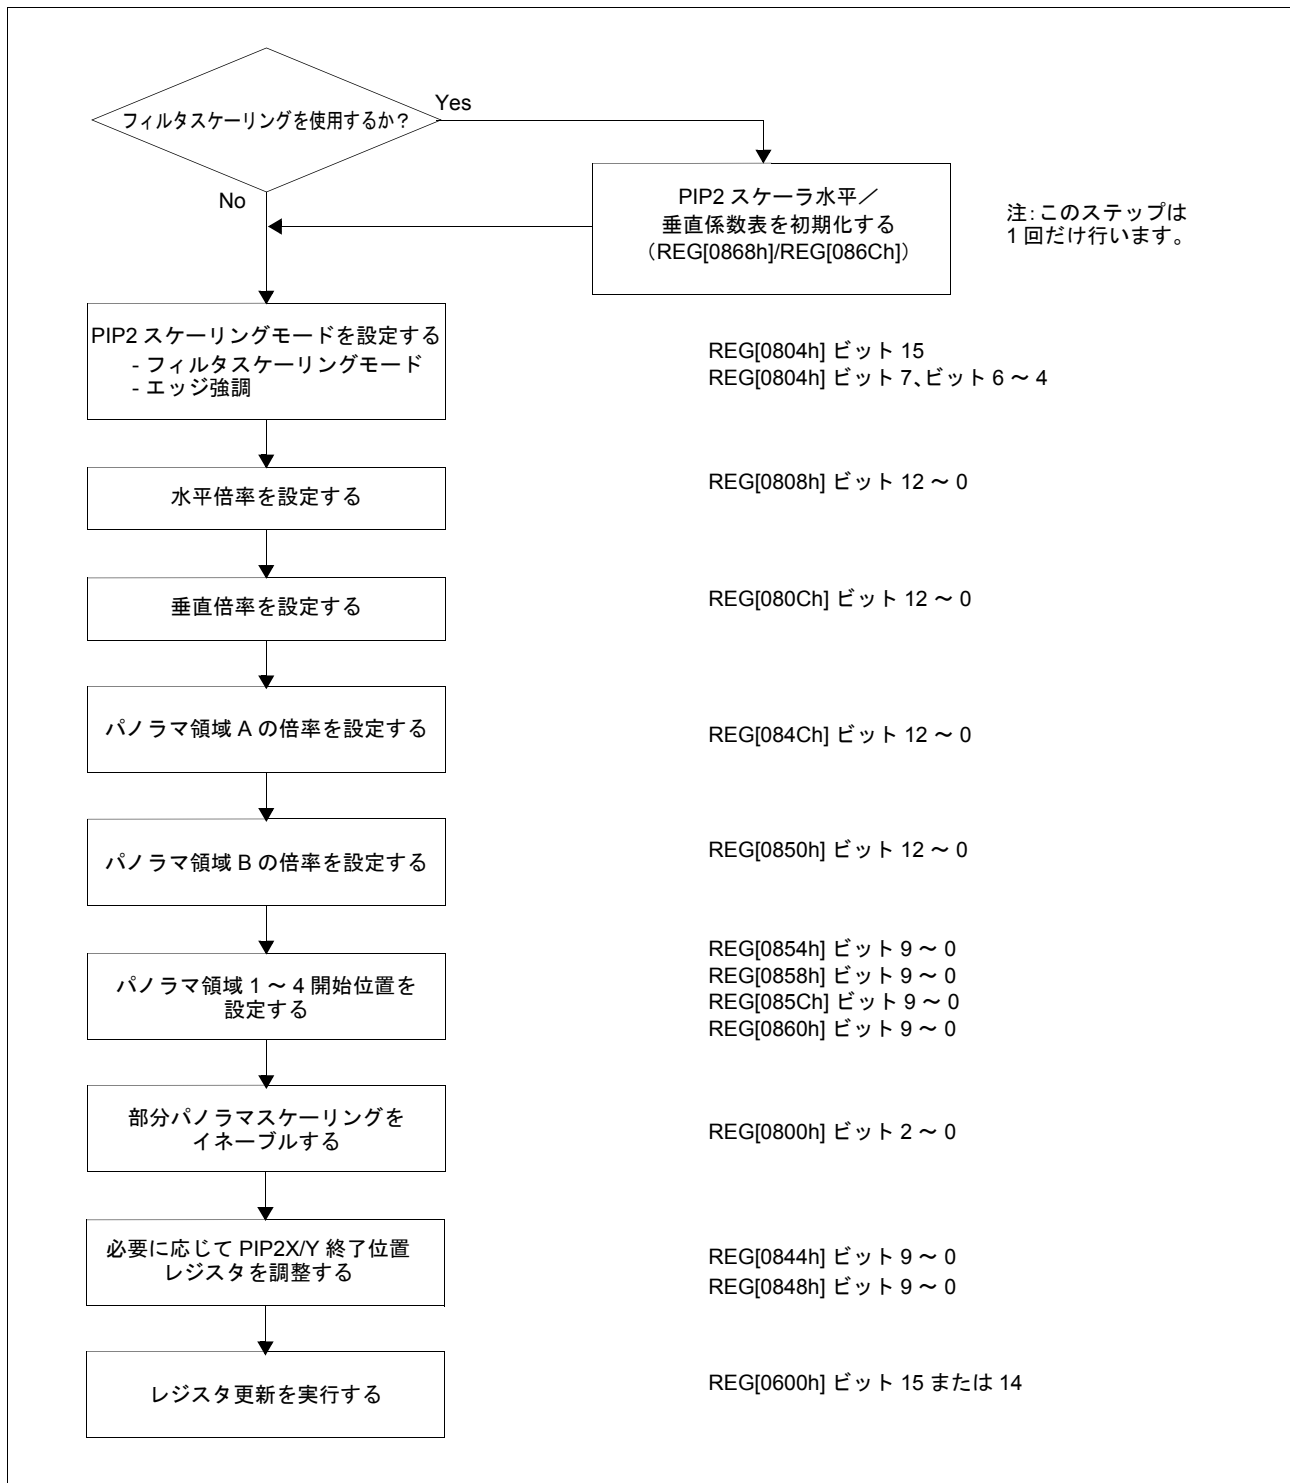 フィルタスケーリングを使用するか？
Yes
No
PIP2 スケーラ水平／
垂直係数表を初期化する
（REG[0868h]/REG[086Ch]）
注：このステップは
1 回だけ行います。
PIP2 スケーリングモードを設定する
- フィルタスケーリングモード
- エッジ強調
REG[0804h] ビット 15
REG[0804h] ビット 7、ビット 6 ～ 4
水平倍率を設定する
REG[0808h] ビット 12 ～ 0
垂直倍率を設定する
REG[080Ch] ビット 12 ～ 0
パノラマ領域 A の倍率を設定する
REG[084Ch] ビット 12 ～ 0
パノラマ領域 B の倍率を設定する
REG[0850h] ビット 12 ～ 0
パノラマ領域 1 ～ 4 開始位置を
設定する
REG[0854h] ビット 9 ～ 0
REG[0858h] ビット 9 ～ 0
REG[085Ch] ビット 9 ～ 0
REG[0860h] ビット 9 ～ 0
部分パノラマスケーリングを
イネーブルする
REG[0800h] ビット 2 ～ 0
必要に応じて PIP2X/Y 終了位置
レジスタを調整する
REG[0844h] ビット 9 ～ 0
REG[0848h] ビット 9 ～ 0
レジスタ更新を実行する
REG[0600h] ビット 15 または 14